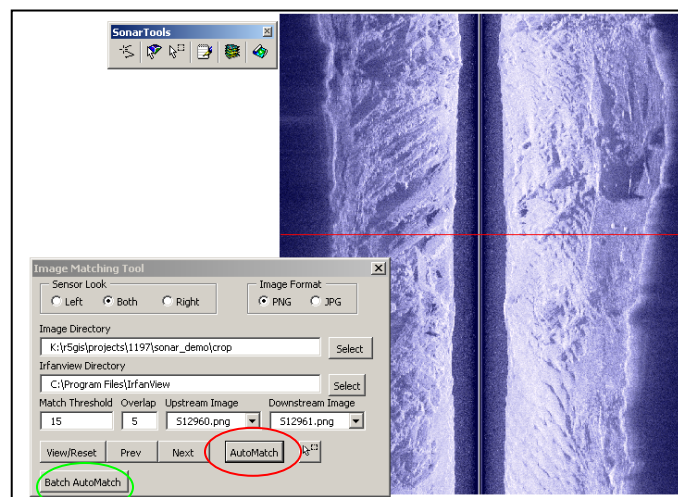 SonarTools
Image Matching Tool
Sensor Look
Image Format
Left Both Right
PNG JPG
Image Directory
K:\r5gis\projects\1197\sonar_demo\crop Select
Irfanview Directory
C:\Program Files\IrfanView Select
Match Threshold Overlap Upstream Image Downstream Image
15 5 S12960.png S12961.png
View/Reset Prev Next AutoMatch
Batch AutoMatch